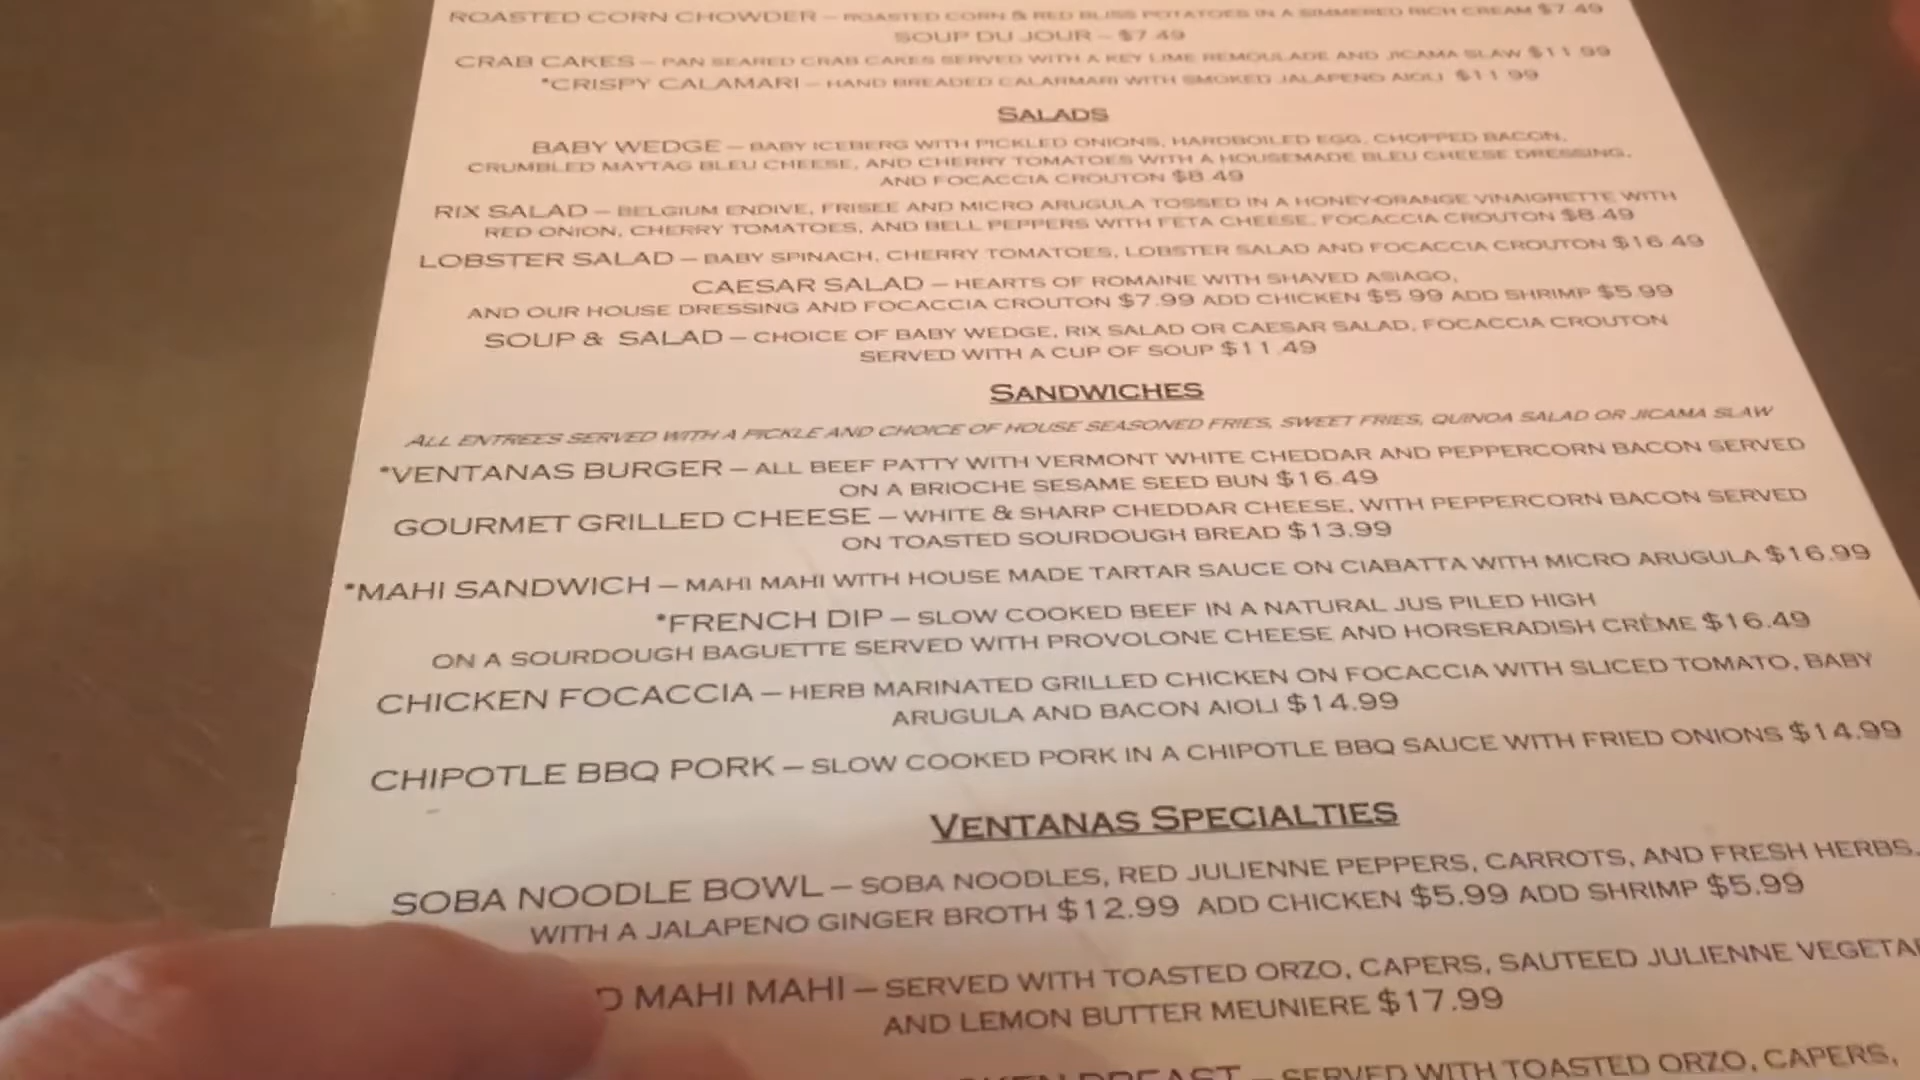 ROASTED CORN CHOWDER – ROASTED CORN & RED BLISS POTATOES IN A SIMMERED RICH CREAM $7.49
SOUP DU JOUR – $7.49
CRAB CAKES – PAN SEARED CRAB CAKES SERVED WITH A KEY LIME REMOULADE AND JICAMA SLAW $11.99
*CRISPY CALAMARI – HAND BREADED CALARMARI WITH SMOKED JALAPENO AIOLI $11.99
SALADS
BABY WEDGE – BABY ICEBERG WITH PICKLED ONIONS, HARDBOILED EGG, CHOPPED BACON,
CRUMBLED MAYTAG BLEU CHEESE, AND CHERRY TOMATOES WITH A HOUSEMADE BLEU CHEESE DRESSING,
AND FOCACCIA CROUTON $8.49
RIX SALAD – BELGIUM ENDIVE, FRISEE AND MICRO ARUGULA TOSSED IN A HONEY-ORANGE VINAIGRETTE WITH
RED ONION, CHERRY TOMATOES, AND BELL PEPPERS WITH FETA CHEESE, FOCACCIA CROUTON $8.49
LOBSTER SALAD – BABY SPINACH, CHERRY TOMATOES, LOBSTER SALAD AND FOCACCIA CROUTON $16.49
CAESAR SALAD – HEARTS OF ROMAINE WITH SHAVED ASIAGO,
AND OUR HOUSE DRESSING AND FOCACCIA CROUTON $7.99 ADD CHICKEN $5.99 ADD SHRIMP $5.99
SOUP & SALAD – CHOICE OF BABY WEDGE, RIX SALAD OR CAESAR SALAD, FOCACCIA CROUTON
SERVED WITH A CUP OF SOUP $11.49
SANDWICHES
ALL ENTREES SERVED WITH A PICKLE AND CHOICE OF HOUSE SEASONED FRIES, SWEET FRIES, QUINOA SALAD OR JICAMA SLAW
*VENTANAS BURGER – ALL BEEF PATTY WITH VERMONT WHITE CHEDDAR AND PEPPERCORN BACON SERVED
ON A BRIOCHE SESAME SEED BUN $16.49
GOURMET GRILLED CHEESE – WHITE & SHARP CHEDDAR CHEESE, WITH PEPPERCORN BACON SERVED
ON TOASTED SOURDOUGH BREAD $13.99
*MAHI SANDWICH – MAHI MAHI WITH HOUSE MADE TARTAR SAUCE ON CIABATTA WITH MICRO ARUGULA $16.99
*FRENCH DIP – SLOW COOKED BEEF IN A NATURAL JUS PILED HIGH
ON A SOURDOUGH BAGUETTE SERVED WITH PROVOLONE CHEESE AND HORSERADISH CRÈME $16.49
CHICKEN FOCACCIA – HERB MARINATED GRILLED CHICKEN ON FOCACCIA WITH SLICED TOMATO, BABY
ARUGULA AND BACON AIOLI $14.99
CHIPOTLE BBQ PORK – SLOW COOKED PORK IN A CHIPOTLE BBQ SAUCE WITH FRIED ONIONS $14.99
VENTANAS SPECIALTIES
SOBA NOODLE BOWL – SOBA NOODLES, RED JULIENNE PEPPERS, CARROTS, AND FRESH HERBS,
WITH A JALAPENO GINGER BROTH $12.99 ADD CHICKEN $5.99 ADD SHRIMP $5.99
MAHI MAHI – SERVED WITH TOASTED ORZO, CAPERS, SAUTEED JULIENNE
AND LEMON BUTTER MEUNIERE $17.99
BREAST – SERVED WITH TOASTED ORZO, CAPERS,